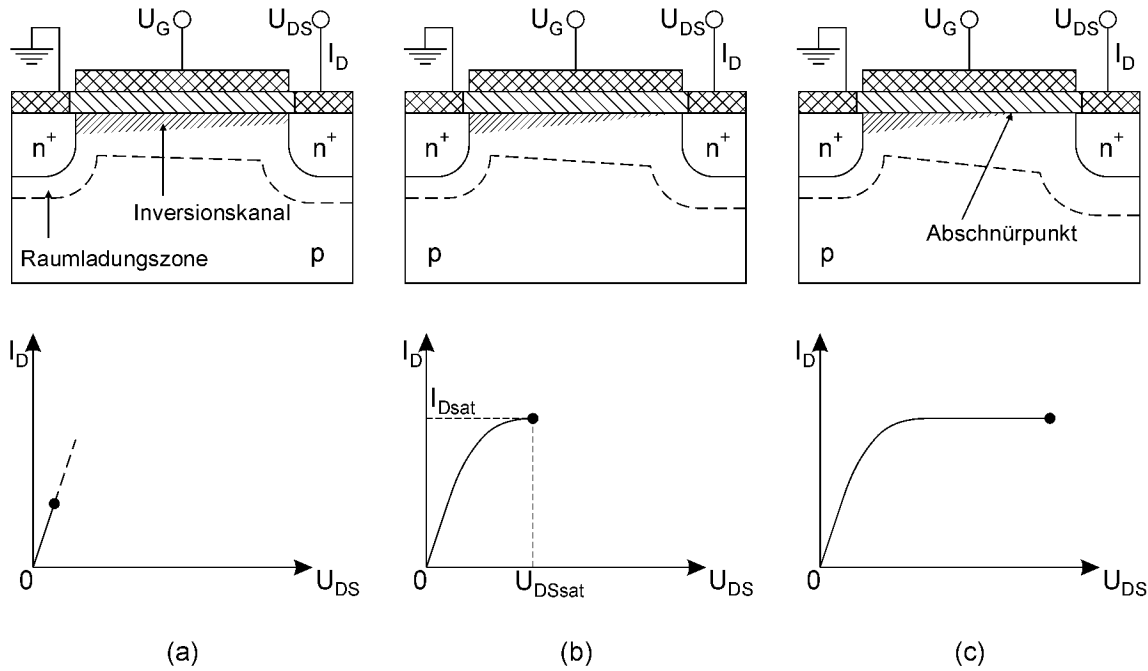 U_G
U_DS
I_D
n⁺
n⁺
Inversionskanal
Raumladungszone
p
U_G
U_DS
I_D
n⁺
n⁺
p
U_G
U_DS
I_D
n⁺
n⁺
Abschnürpunkt
p
I_D
0
U_DS
(a)
I_D
I_Dsat
0
U_DSsat
U_DS
(b)
I_D
0
U_DS
(c)